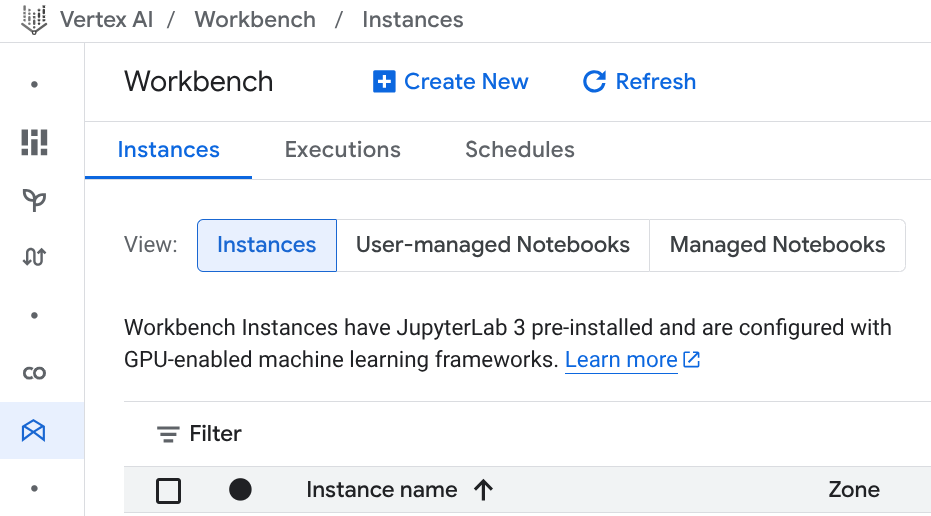 Vertex AI / Workbench / Instances
Workbench Create New Refresh
Instances Executions Schedules
View: Instances User-managed Notebooks Managed Notebooks
Workbench Instances have JupyterLab 3 pre-installed and are configured with
GPU-enabled machine learning frameworks. Learn more
Filter
Instance name Zone